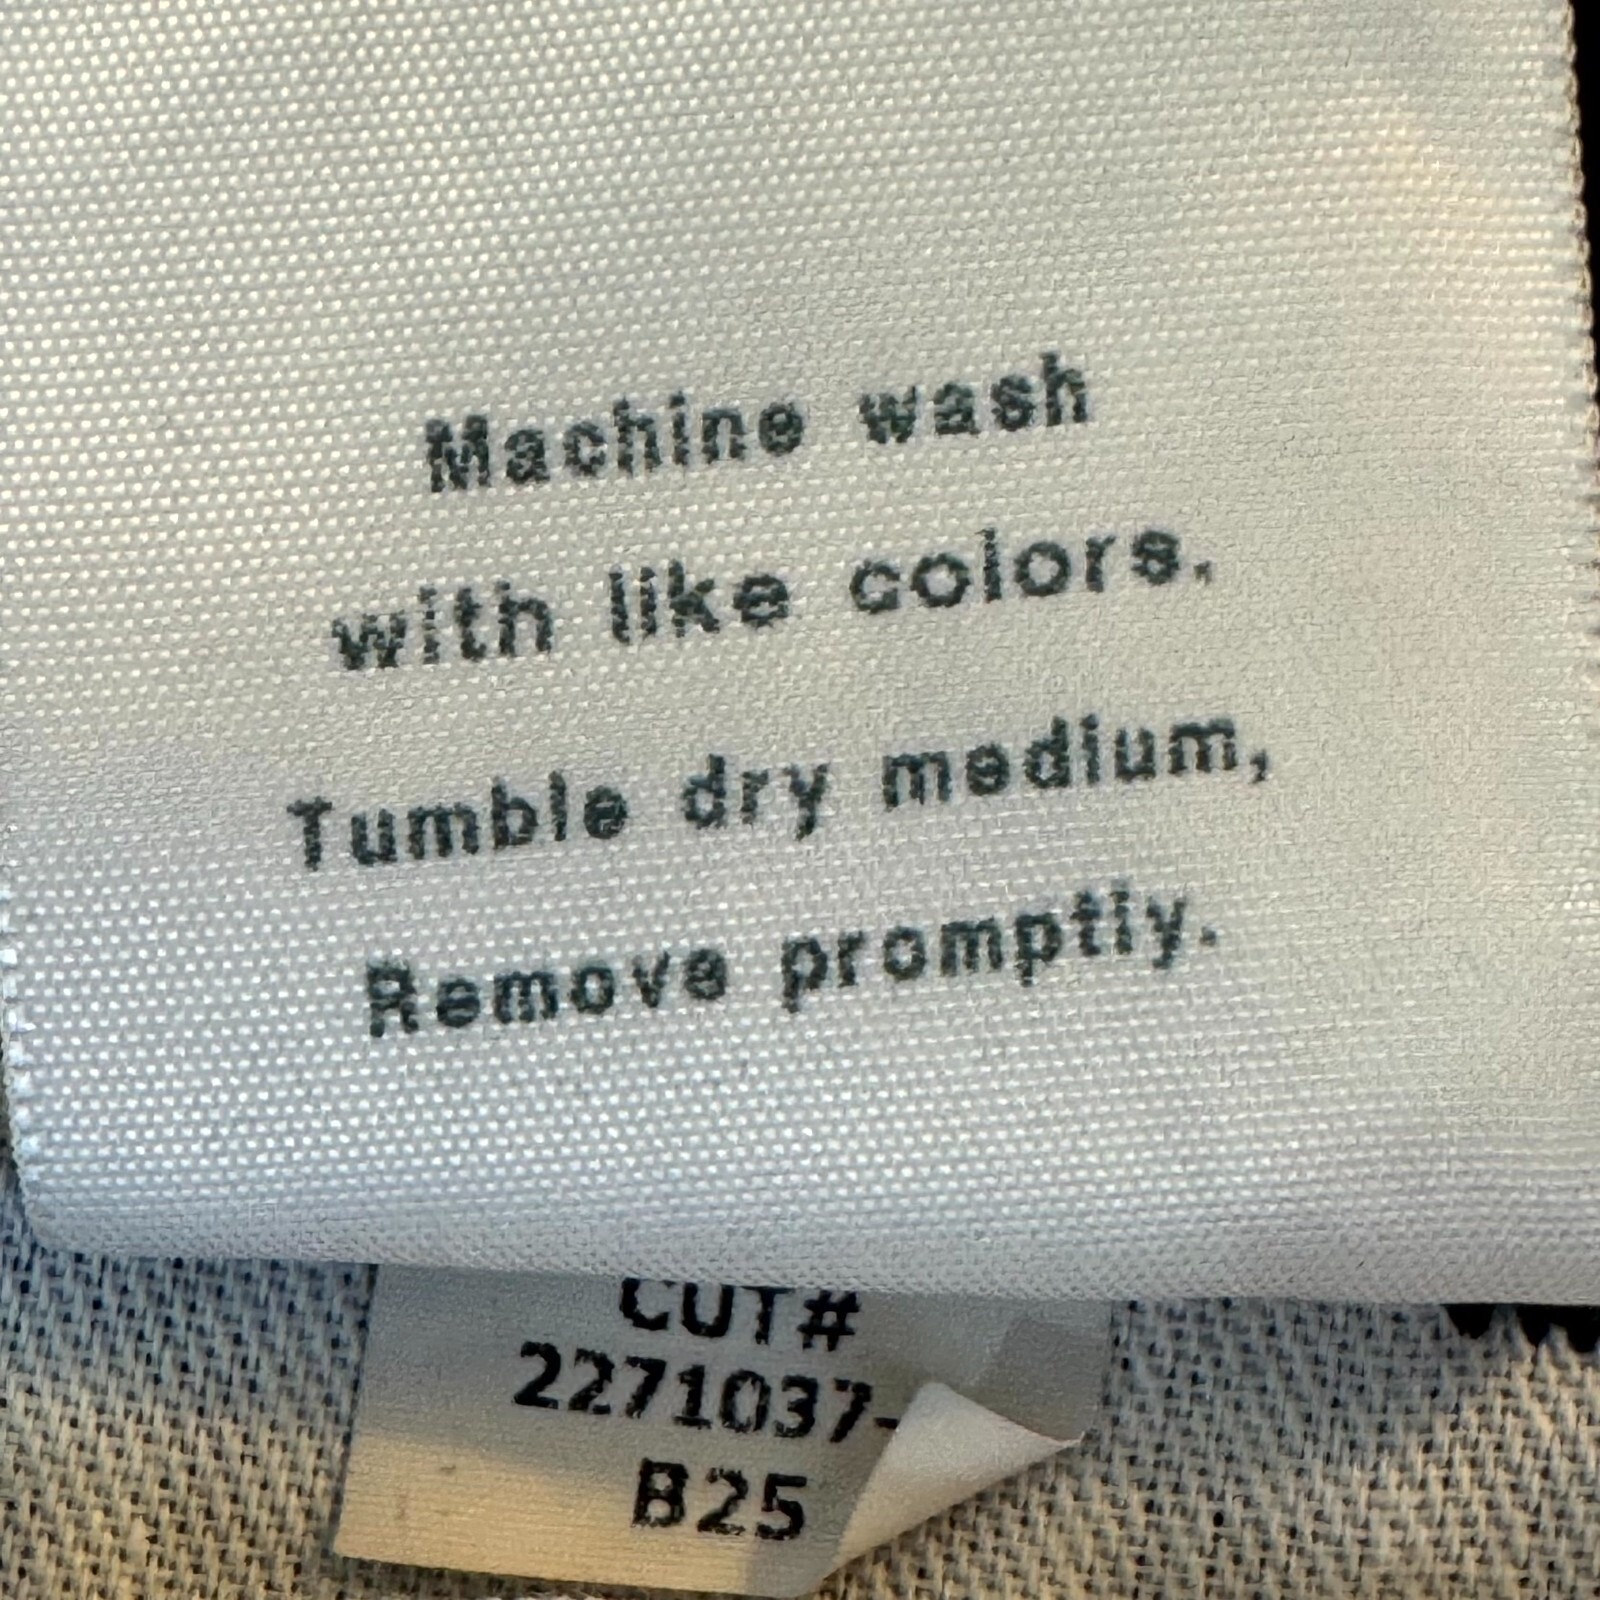 Machine wash
with like colors.
Tumble dry medium,
Remove promptly.
CUT#
2271037-
B25